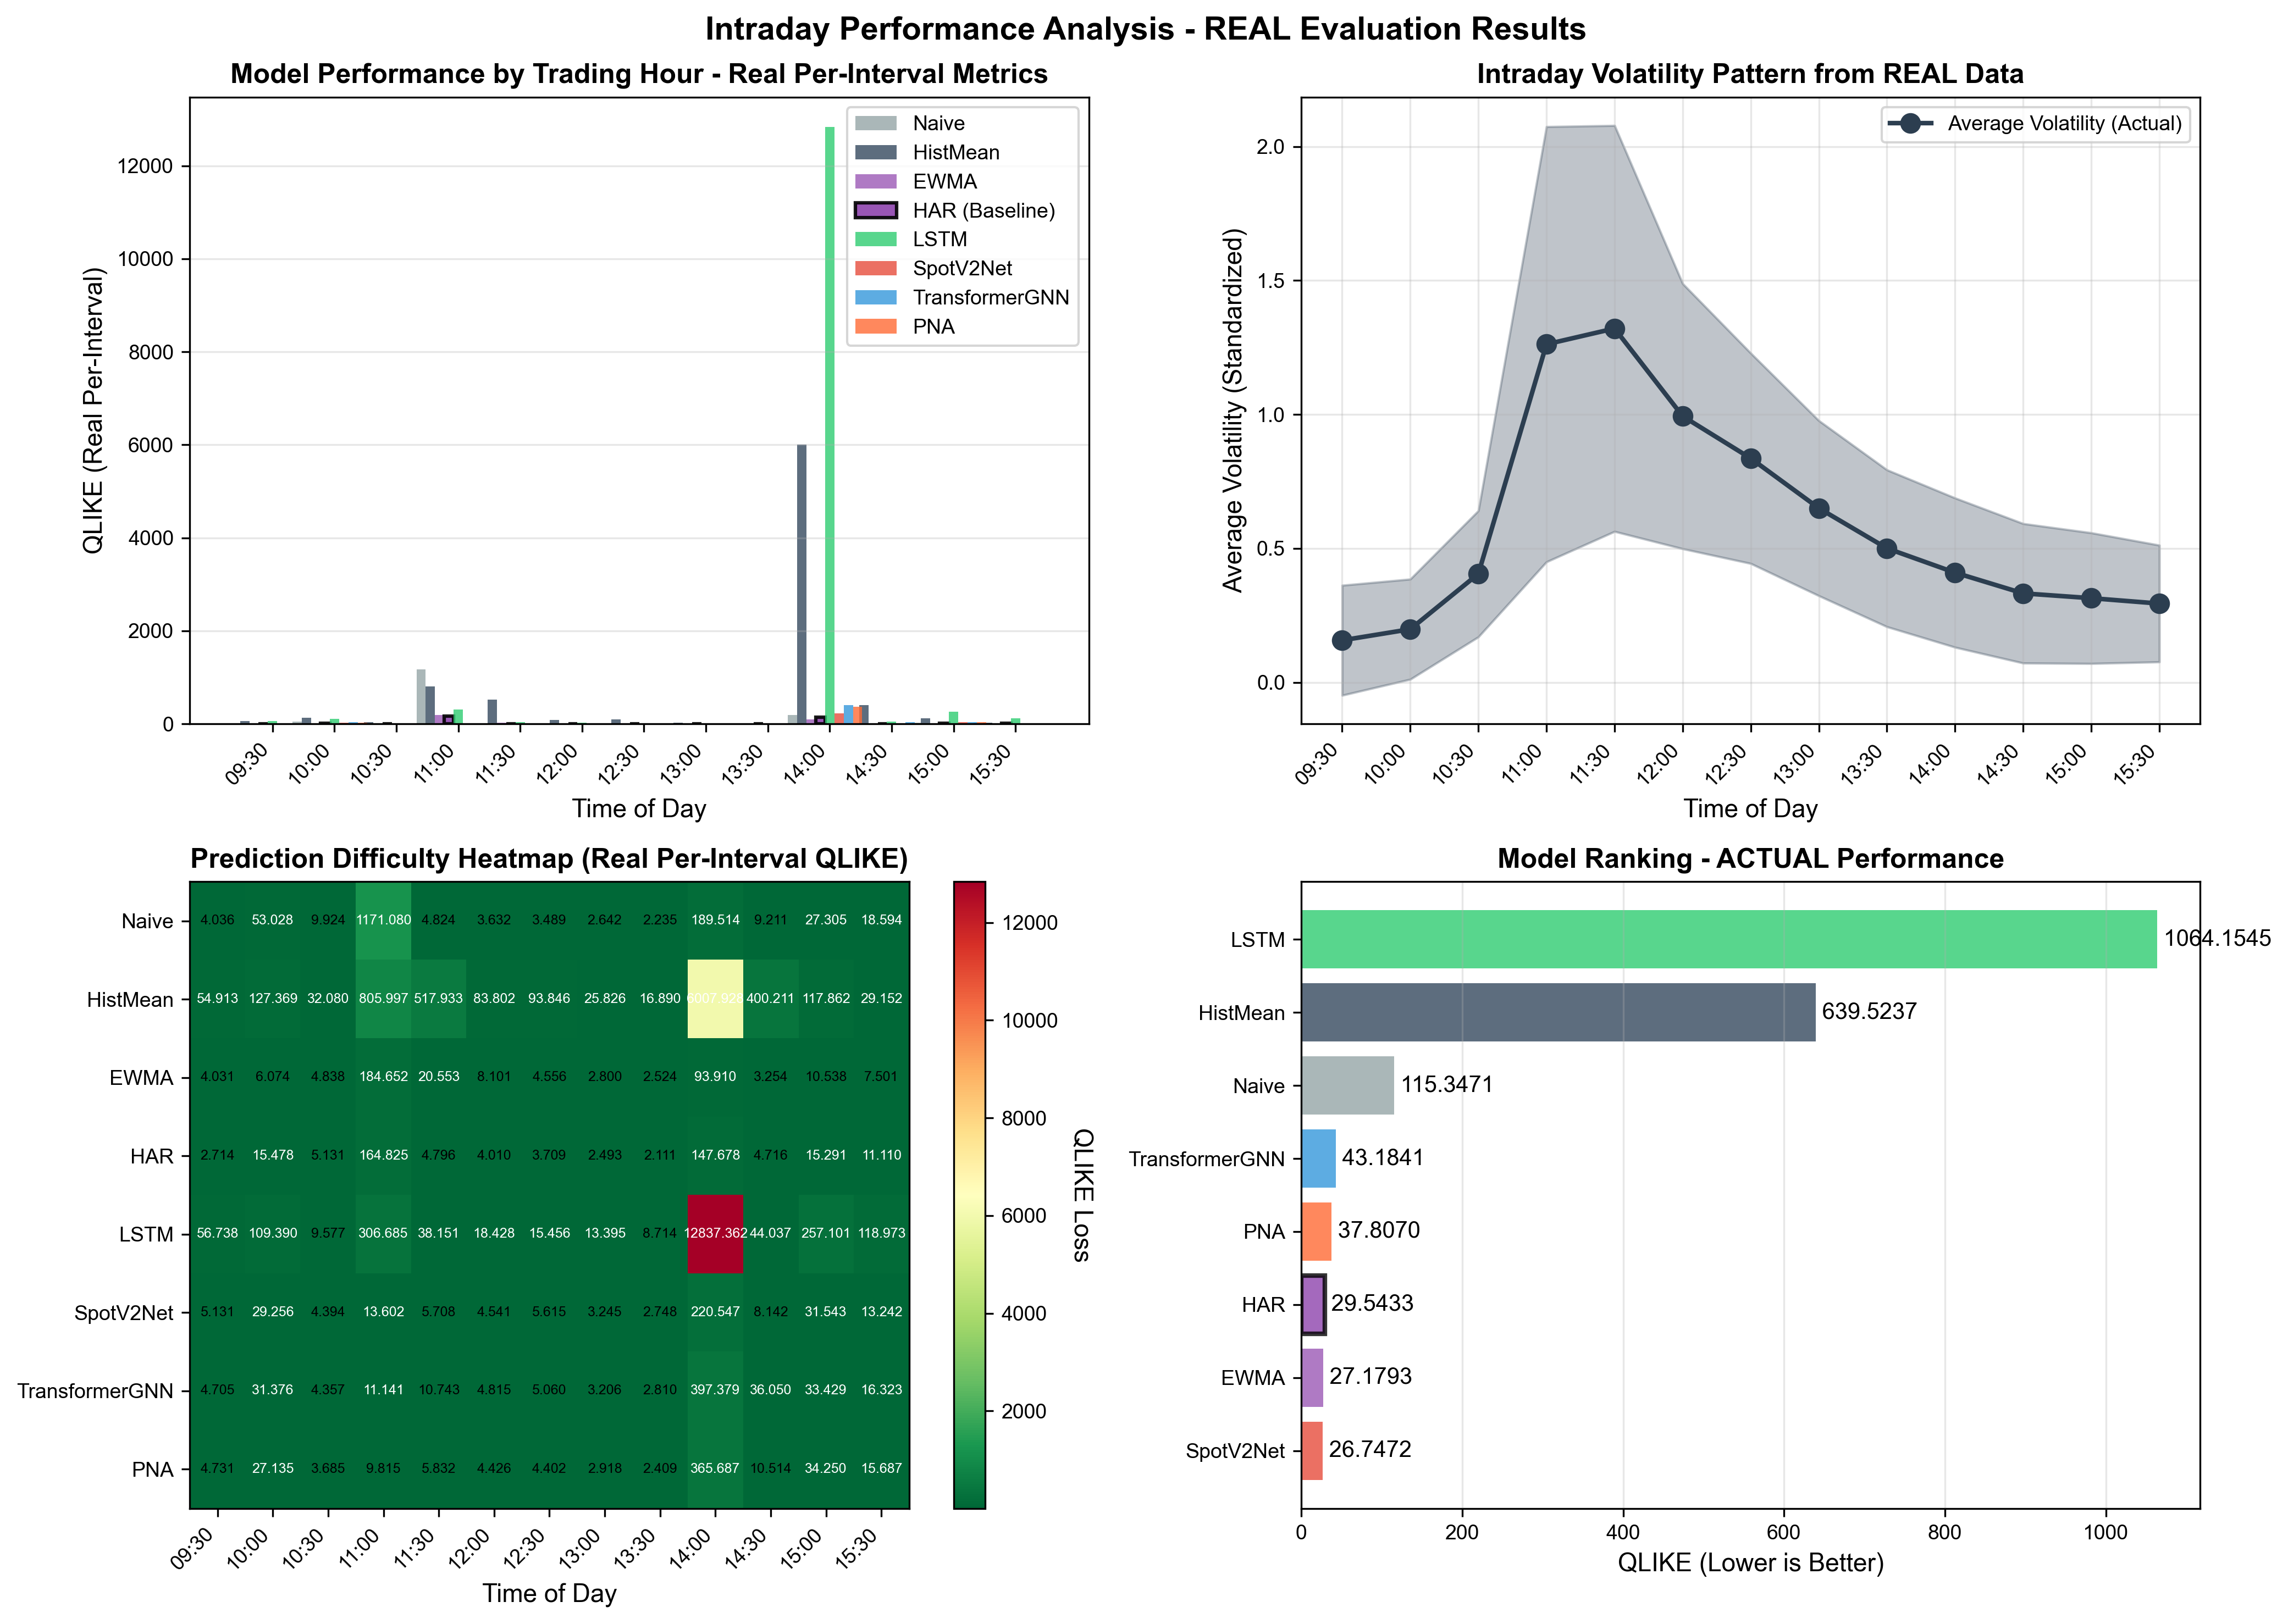 Intraday Performance Analysis - REAL Evaluation Results
Model Performance by Trading Hour - Real Per-Interval Metrics
QLIKE (Real Per-Interval)
12000
10000
8000
6000
4000
2000
0
Naive
HistMean
EWMA
HAR (Baseline)
LSTM
SpotV2Net
TransformerGNN
PNA
09:30 10:00 10:30 11:00 11:30 12:00 12:30 13:00 13:30 14:00 14:30 15:00 15:30
Time of Day
Intraday Volatility Pattern from REAL Data
Average Volatility (Standardized)
2.0
1.5
1.0
0.5
0.0
Average Volatility (Actual)
09:30 10:00 10:30 11:00 11:30 12:00 12:30 13:00 13:30 14:00 14:30 15:00 15:30
Time of Day
Prediction Difficulty Heatmap (Real Per-Interval QLIKE)
Naive 4.036 53.028 9.924 1171.080 4.824 3.632 3.489 2.642 2.235 189.514 9.211 27.305 18.594
HistMean 54.913 127.369 32.080 805.997 517.933 83.802 93.846 25.826 16.890 6007.928 400.211 117.862 29.152
EWMA 4.031 6.074 4.838 184.652 20.553 8.101 4.556 2.800 2.524 93.910 3.254 10.538 7.501
HAR 2.714 15.478 5.131 164.825 4.796 4.010 3.709 2.493 2.111 147.678 4.716 15.291 11.110
LSTM 56.738 109.390 9.577 306.685 38.151 18.428 15.456 13.395 8.714 12837.362 44.037 257.101 118.973
SpotV2Net 5.131 29.256 4.394 13.602 5.708 4.541 5.615 3.245 2.748 220.547 8.142 31.543 13.242
TransformerGNN 4.705 31.376 4.357 11.141 10.743 4.815 5.060 3.206 2.810 397.379 36.050 33.429 16.323
PNA 4.731 27.135 3.685 9.815 5.832 4.426 4.402 2.918 2.409 365.687 10.514 34.250 15.687
09:30 10:00 10:30 11:00 11:30 12:00 12:30 13:00 13:30 14:00 14:30 15:00 15:30
Time of Day
12000
10000
8000
6000
4000
2000
QLIKE Loss
Model Ranking - ACTUAL Performance
LSTM 1064.1545
HistMean 639.5237
Naive 115.3471
TransformerGNN 43.1841
PNA 37.8070
HAR 29.5433
EWMA 27.1793
SpotV2Net 26.7472
0 200 400 600 800 1000
QLIKE (Lower is Better)